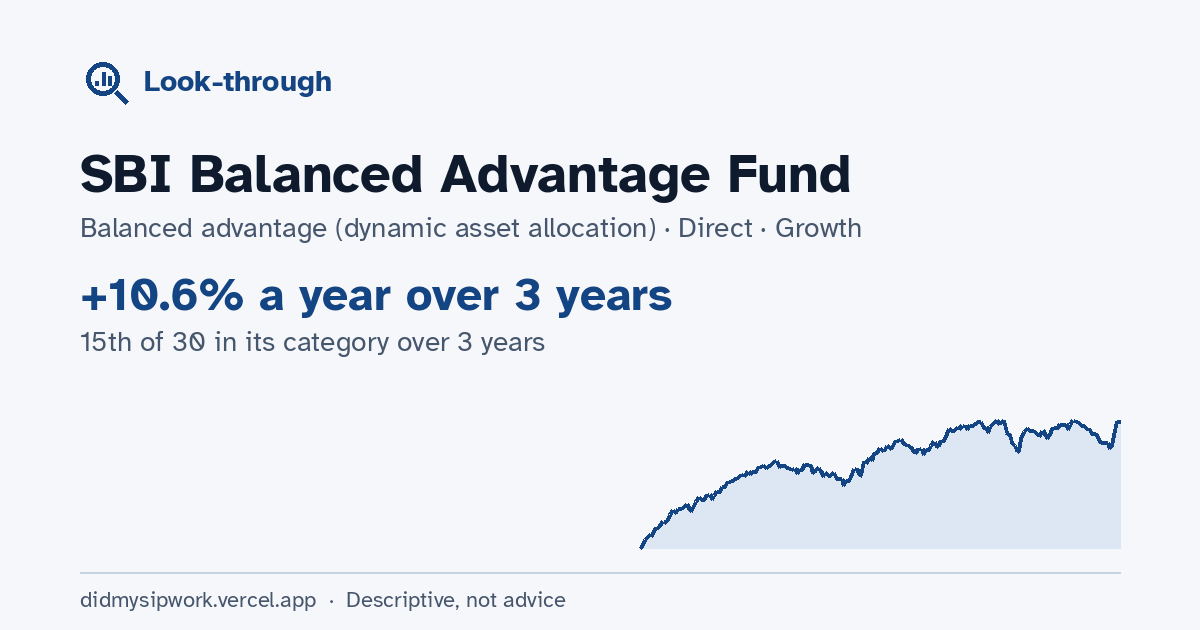 Look-through
SBI Balanced Advantage Fund
Balanced advantage (dynamic asset allocation) · Direct · Growth
+10.6% a year over 3 years
15th of 30 in its category over 3 years
didmysipwork.vercel.app · Descriptive, not advice